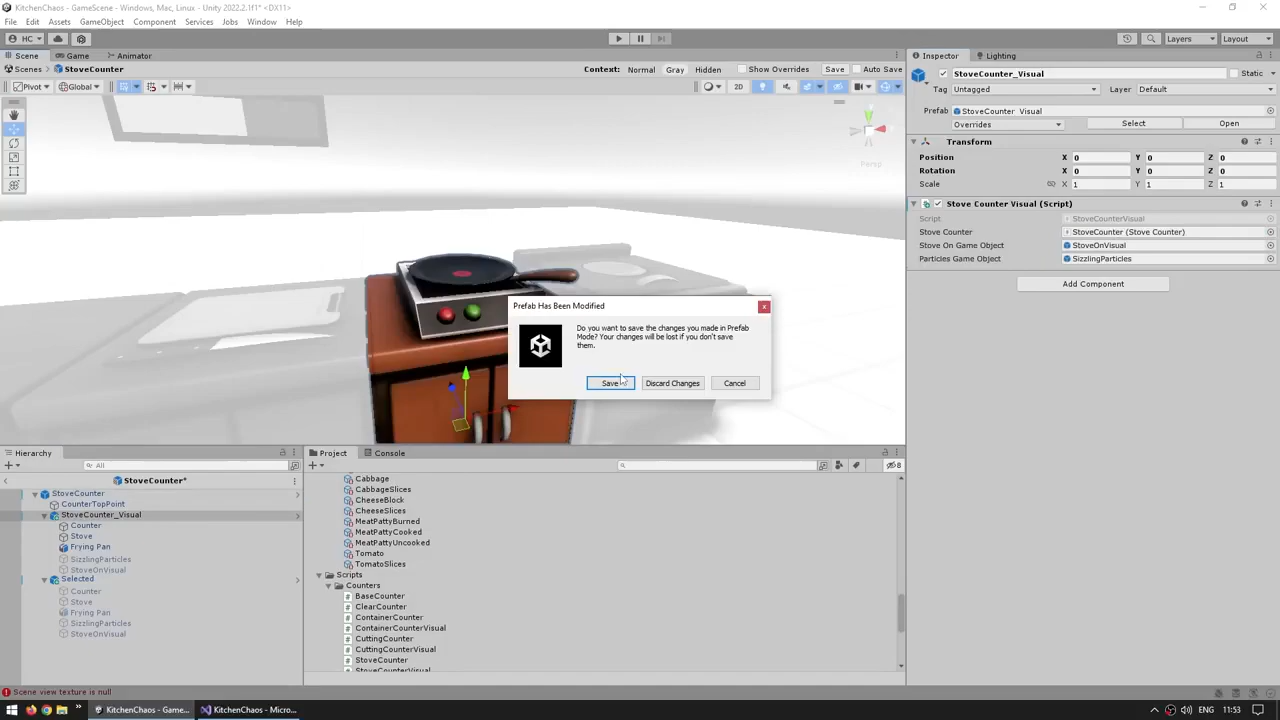 KitchenChaos - GameScene - Windows, Mac, Linux - Unity 2022.2.1f1* <DX11>
File Edit Assets GameObject Component Services Jobs Window Help
HC Layers Layout
Scene Game Animator Inspector Lighting
Scenes StoveCounter Context: Normal Gray Hidden Show Overrides Save Auto Save
StoveCounter_Visual Static
Pivot Global 2D
Tag Untagged Layer Default
Prefab StoveCounter_Visual
Overrides Select Open
Transform
Persp
Position X 0 Y 0 Z 0
Rotation X 0 Y 0 Z 0
Scale X 1 Y 1 Z 1
Stove Counter Visual (Script)
Script StoveCounterVisual
Stove Counter StoveCounter (Stove Counter)
Stove On Game Object StoveOnVisual
Particles Game Object SizzlingParticles
Add Component
Prefab Has Been Modified
Do you want to save the changes you made in Prefab
Mode? Your changes will be lost if you don't save
them.
Save Discard Changes Cancel
Hierarchy
All
StoveCounter*
StoveCounter
CounterTopPoint
StoveCounter_Visual
Counter
Stove
Frying Pan
SizzlingParticles
StoveOnVisual
Selected
Counter
Stove
Frying Pan
SizzlingParticles
StoveOnVisual
Project Console
8
Cabbage
CabbageSlices
CheeseBlock
CheeseSlices
MeatPattyBurned
MeatPattyCooked
MeatPattyUncooked
Tomato
TomatoSlices
Scripts
Counters
BaseCounter
ClearCounter
ContainerCounter
ContainerCounterVisual
CuttingCounter
CuttingCounterVisual
StoveCounter
StoveCounterVisual
Scene view texture is null
KitchenChaos - Game... KitchenChaos - Micro... ENG 11:53